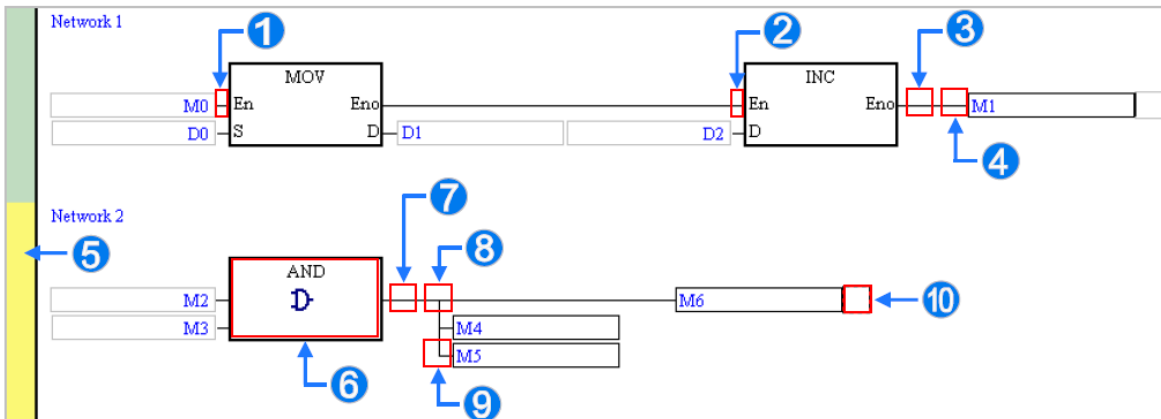 Network 1
1
2
3
MOV
INC
M0
En
Eno
En
Eno
M1
D0
S
D
D1
D2
D
4
Network 2
5
7
8
AND
M2
M6
10
M3
M4
M5
6
9